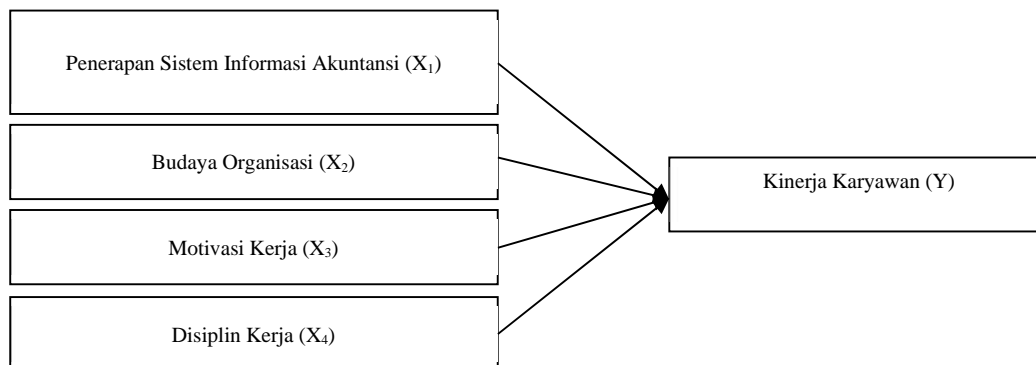 Penerapan Sistem Informasi Akuntansi (X₁)
Budaya Organisasi (X₂)
Kinerja Karyawan (Y)
Motivasi Kerja (X₃)
Disiplin Kerja (X₄)